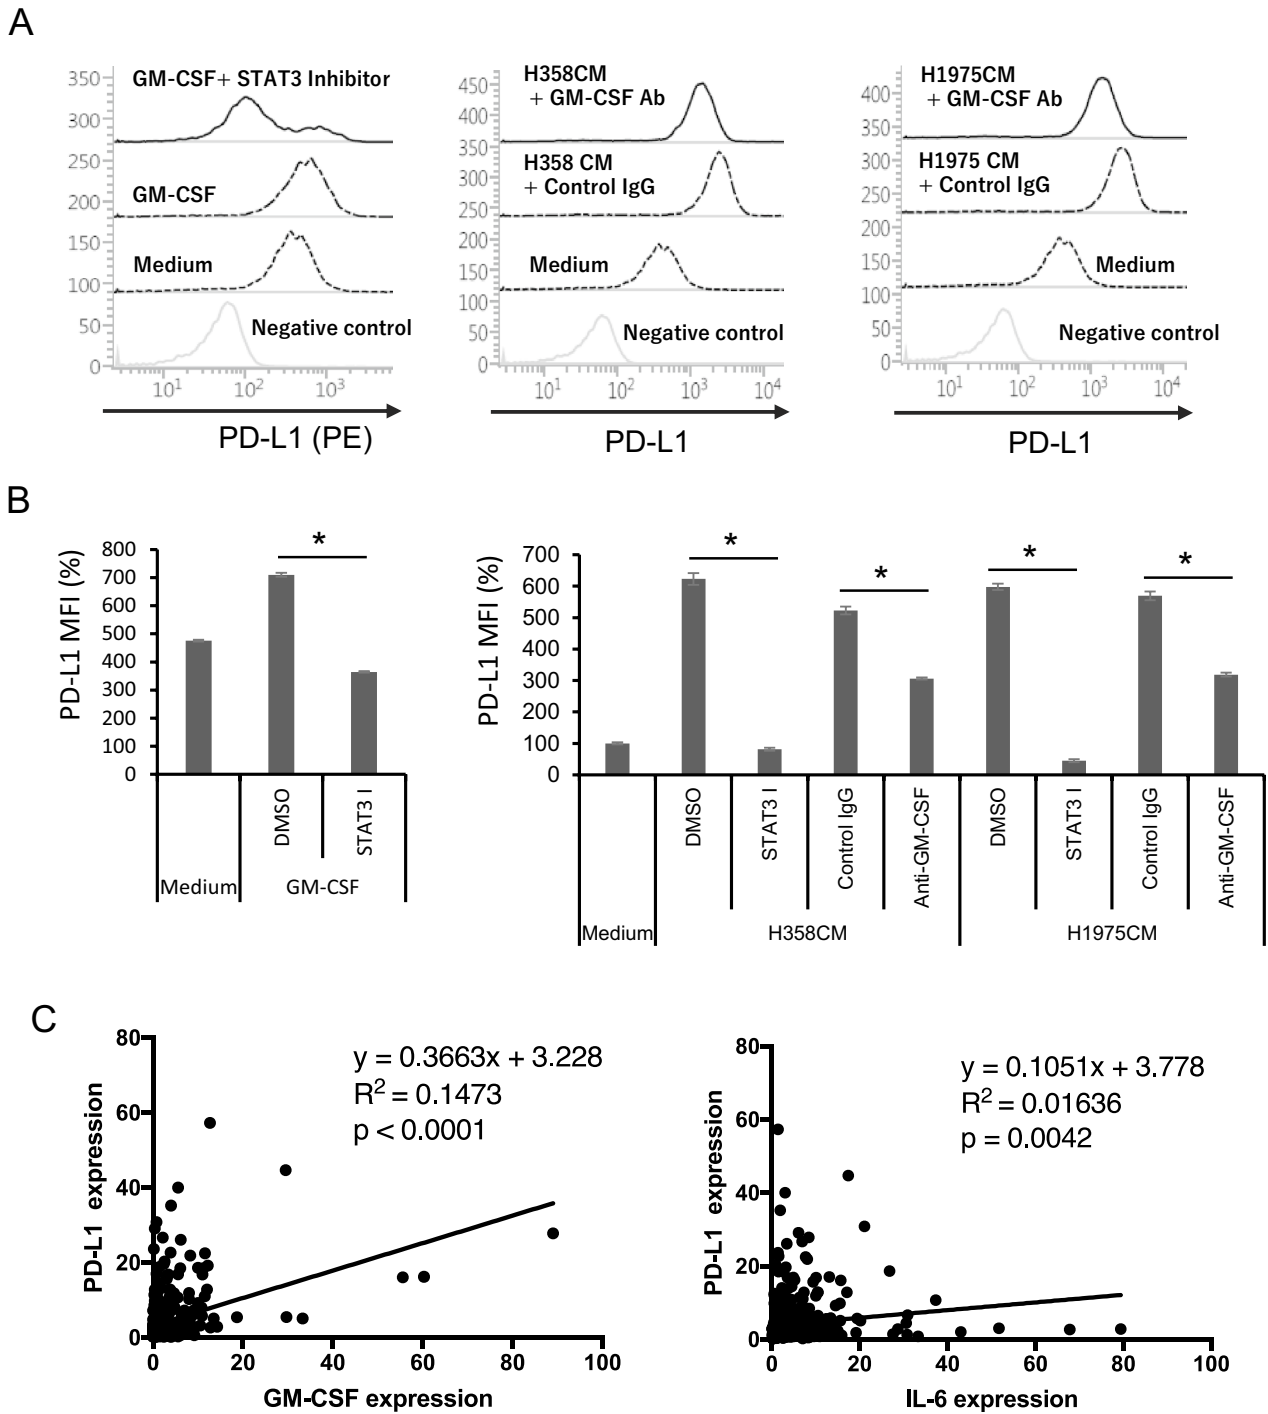 A
GM-CSF+ STAT3 Inhibitor
GM-CSF
Medium
Negative control
350
300
250
200
150
100
50
0
10¹ 10² 10³
PD-L1 (PE)
H358CM
+ GM-CSF Ab
H358 CM
+ Control IgG
Medium
Negative control
450
400
350
300
250
200
150
100
50
0
10¹ 10² 10³ 10⁴
PD-L1
H1975CM
+ GM-CSF Ab
H1975 CM
+ Control IgG
Medium
Negative control
400
350
300
250
200
150
100
50
0
10¹ 10² 10³ 10⁴
PD-L1
B
PD-L1 MFI (%)
800
700
600
500
400
300
200
100
0
*
DMSO
STAT3 I
Medium
GM-CSF
PD-L1 MFI (%)
700
600
500
400
300
200
100
0
* * * *
DMSO
STAT3 I
Control IgG
Anti-GM-CSF
DMSO
STAT3 I
Control IgG
Anti-GM-CSF
Medium
H358CM
H1975CM
C
PD-L1 expression
80
60
40
20
0
y = 0.3663x + 3.228
R² = 0.1473
p < 0.0001
0 20 40 60 80 100
GM-CSF expression
PD-L1 expression
80
60
40
20
0
y = 0.1051x + 3.778
R² = 0.01636
p = 0.0042
0 20 40 60 80 100
IL-6 expression